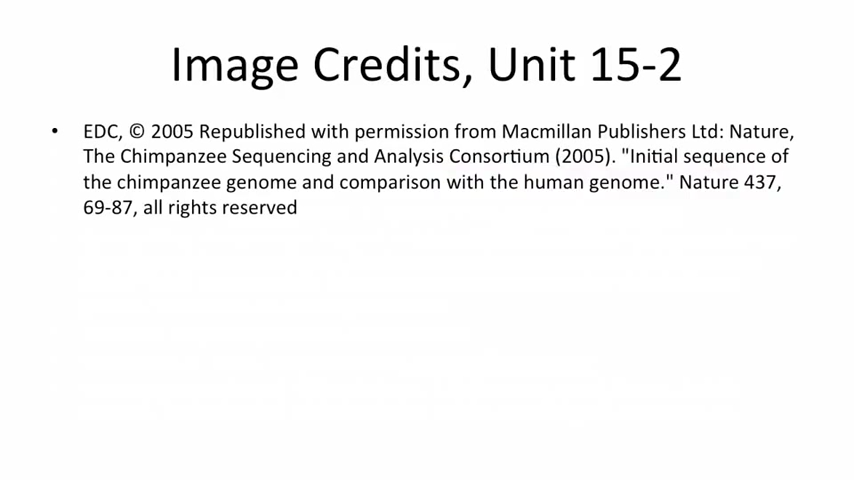 Image Credits, Unit 15-2
• EDC, © 2005 Republished with permission from Macmillan Publishers Ltd: Nature,
The Chimpanzee Sequencing and Analysis Consortium (2005). "Initial sequence of
the chimpanzee genome and comparison with the human genome." Nature 437,
69-87, all rights reserved